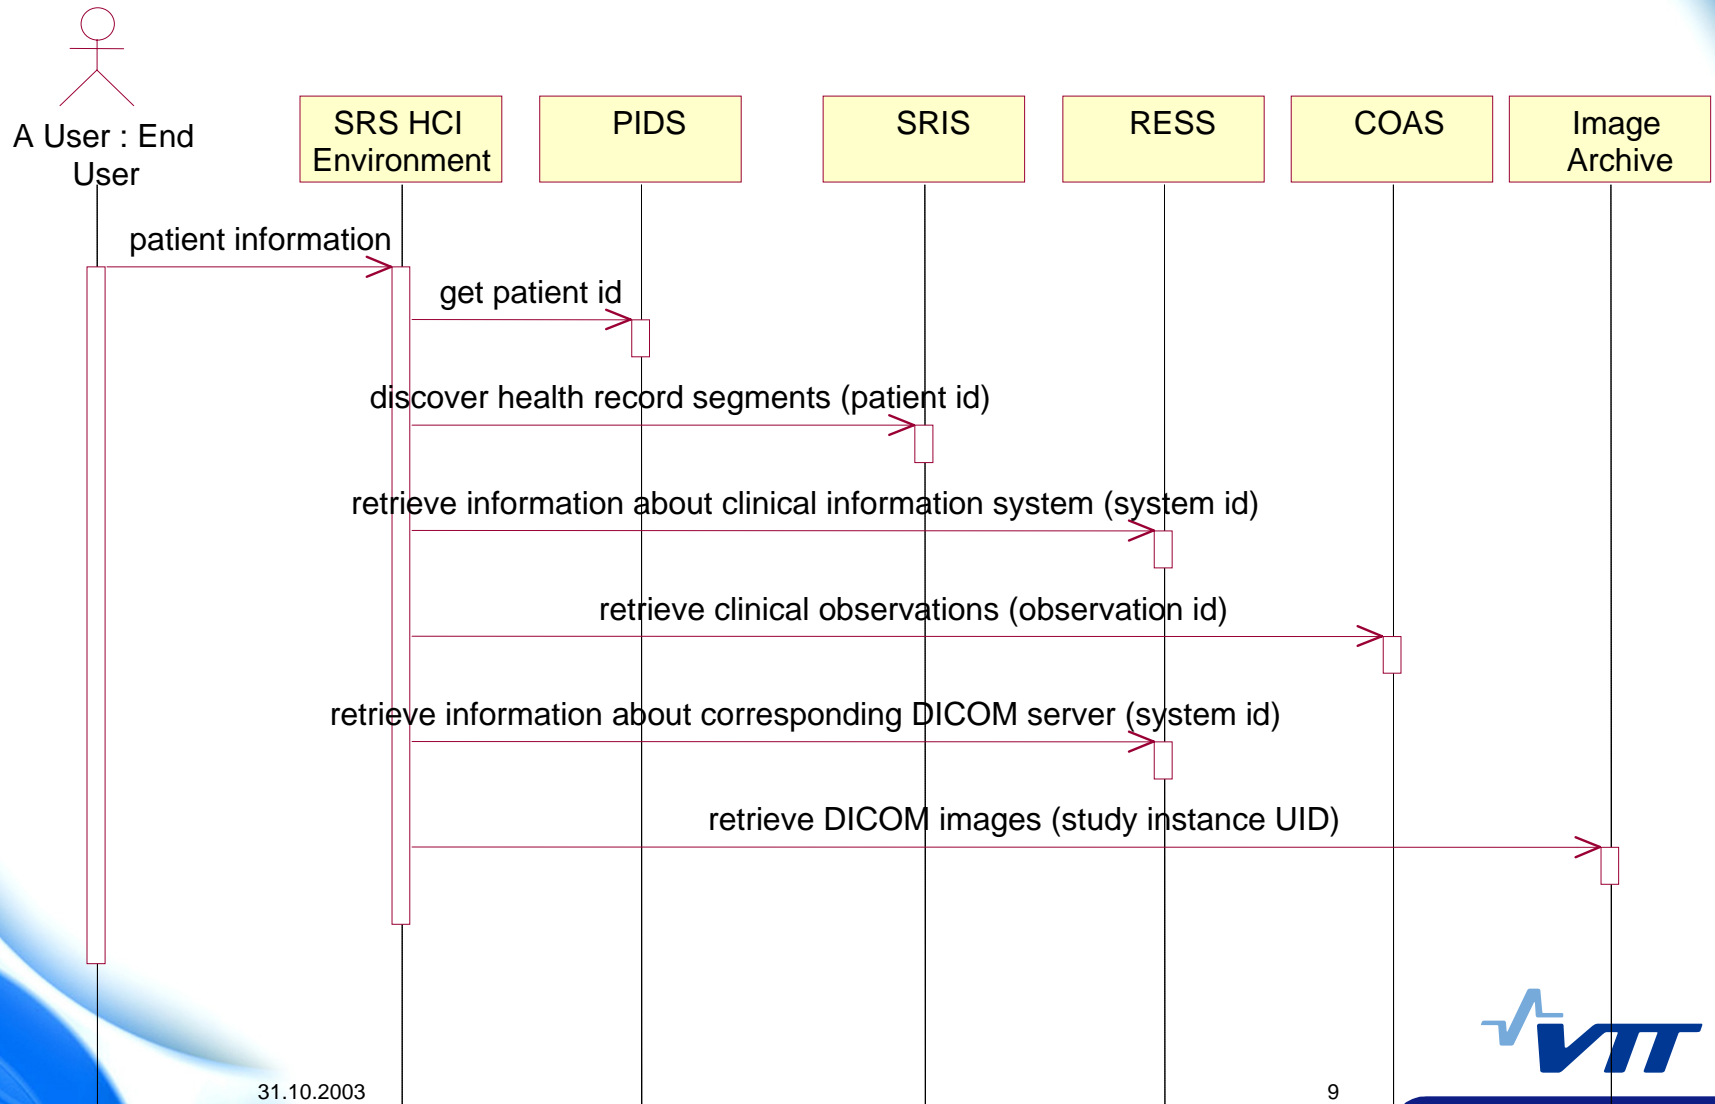 A User : End
User
SRS HCI
Environment
PIDS
SRIS
RESS
COAS
Image
Archive
patient information
get patient id
discover health record segments (patient id)
retrieve information about clinical information system (system id)
retrieve clinical observations (observation id)
retrieve information about corresponding DICOM server (system id)
retrieve DICOM images (study instance UID)
VTT
31.10.2003
9